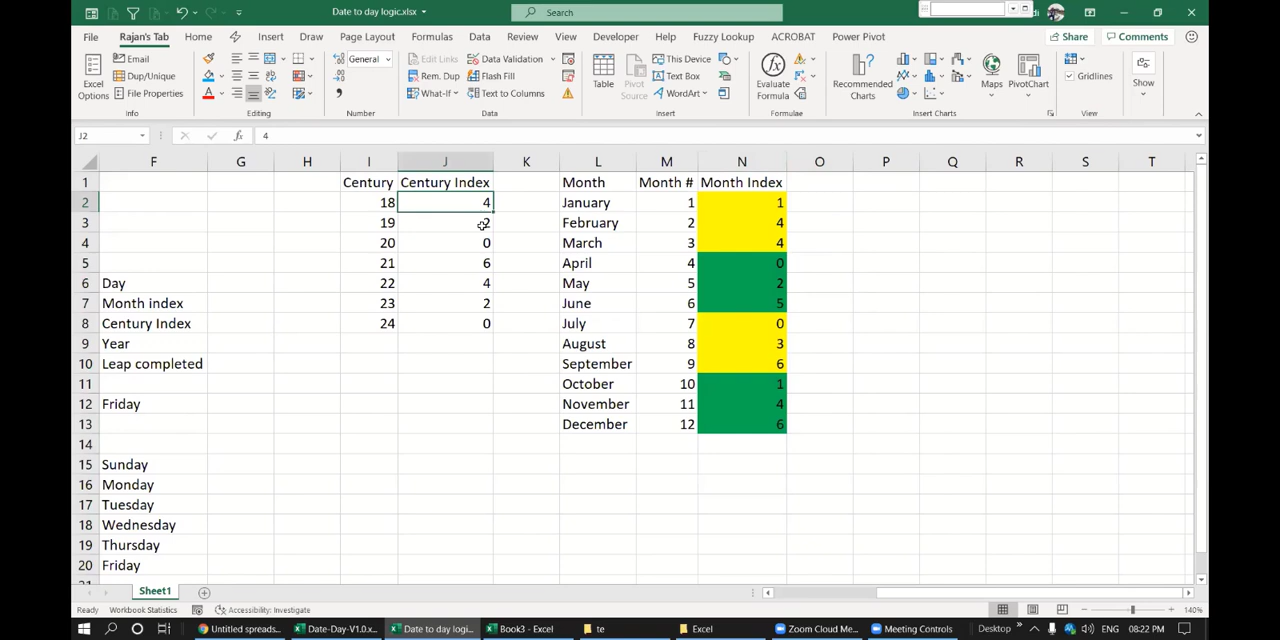 Date to day logic.xlsx
Search
File Rajan's Tab Home Insert Draw Page Layout Formulas Data Review View Developer Help Fuzzy Lookup ACROBAT Power Pivot Share Comments
Excel Options
Email
Dup/Unique
File Properties
Info
Editing
General
Number
Edit Links Data Validation
Rem. Dup Flash Fill
What-If Text to Columns
Data
Table
Pivot Source
This Device
Text Box
WordArt
Insert
Evaluate Formula
Formulae
Recommended Charts
Maps
PivotChart
Insert Charts
Gridlines
View
Show
J2 fx 4
F G H I J K L M N O P Q R S T
1 Century Century Index Month Month # Month Index
2 18 4 January 1 1
3 19 2 February 2 4
4 20 0 March 3 4
5 21 6 April 4 0
6 Day 22 4 May 5 2
7 Month index 23 2 June 6 5
8 Century Index 24 0 July 7 0
9 Year August 8 3
10 Leap completed September 9 6
11 October 10 1
12 Friday November 11 4
13 December 12 6
14
15 Sunday
16 Monday
17 Tuesday
18 Wednesday
19 Thursday
20 Friday
Sheet1
Ready Workbook Statistics Accessibility: Investigate 140%
Untitled spreads... Date-Day-V1.0.x... Date to day logi... Book3 - Excel te Excel Zoom Cloud Me... Meeting Controls Desktop ENG 08:22 PM